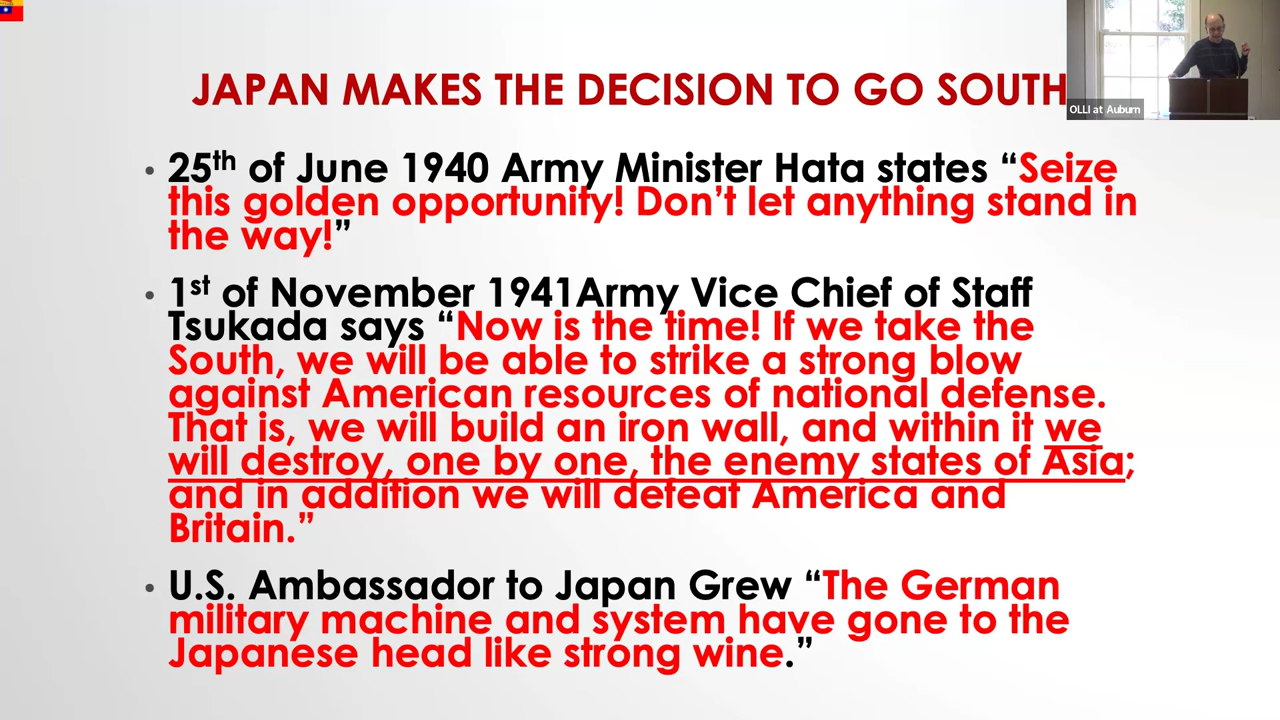 JAPAN MAKES THE DECISION TO GO SOUTH
OLLI at Auburn
• 25th of June 1940 Army Minister Hata states “Seize
this golden opportunity! Don’t let anything stand in
the way!”
• 1st of November 1941Army Vice Chief of Staff
Tsukada says “Now is the time! If we take the
South, we will be able to strike a strong blow
against American resources of national defense.
That is, we will build an iron wall, and within it we
will destroy, one by one, the enemy states of Asia;
and in addition we will defeat America and
Britain.”
• U.S. Ambassador to Japan Grew “The German
military machine and system have gone to the
Japanese head like strong wine.”